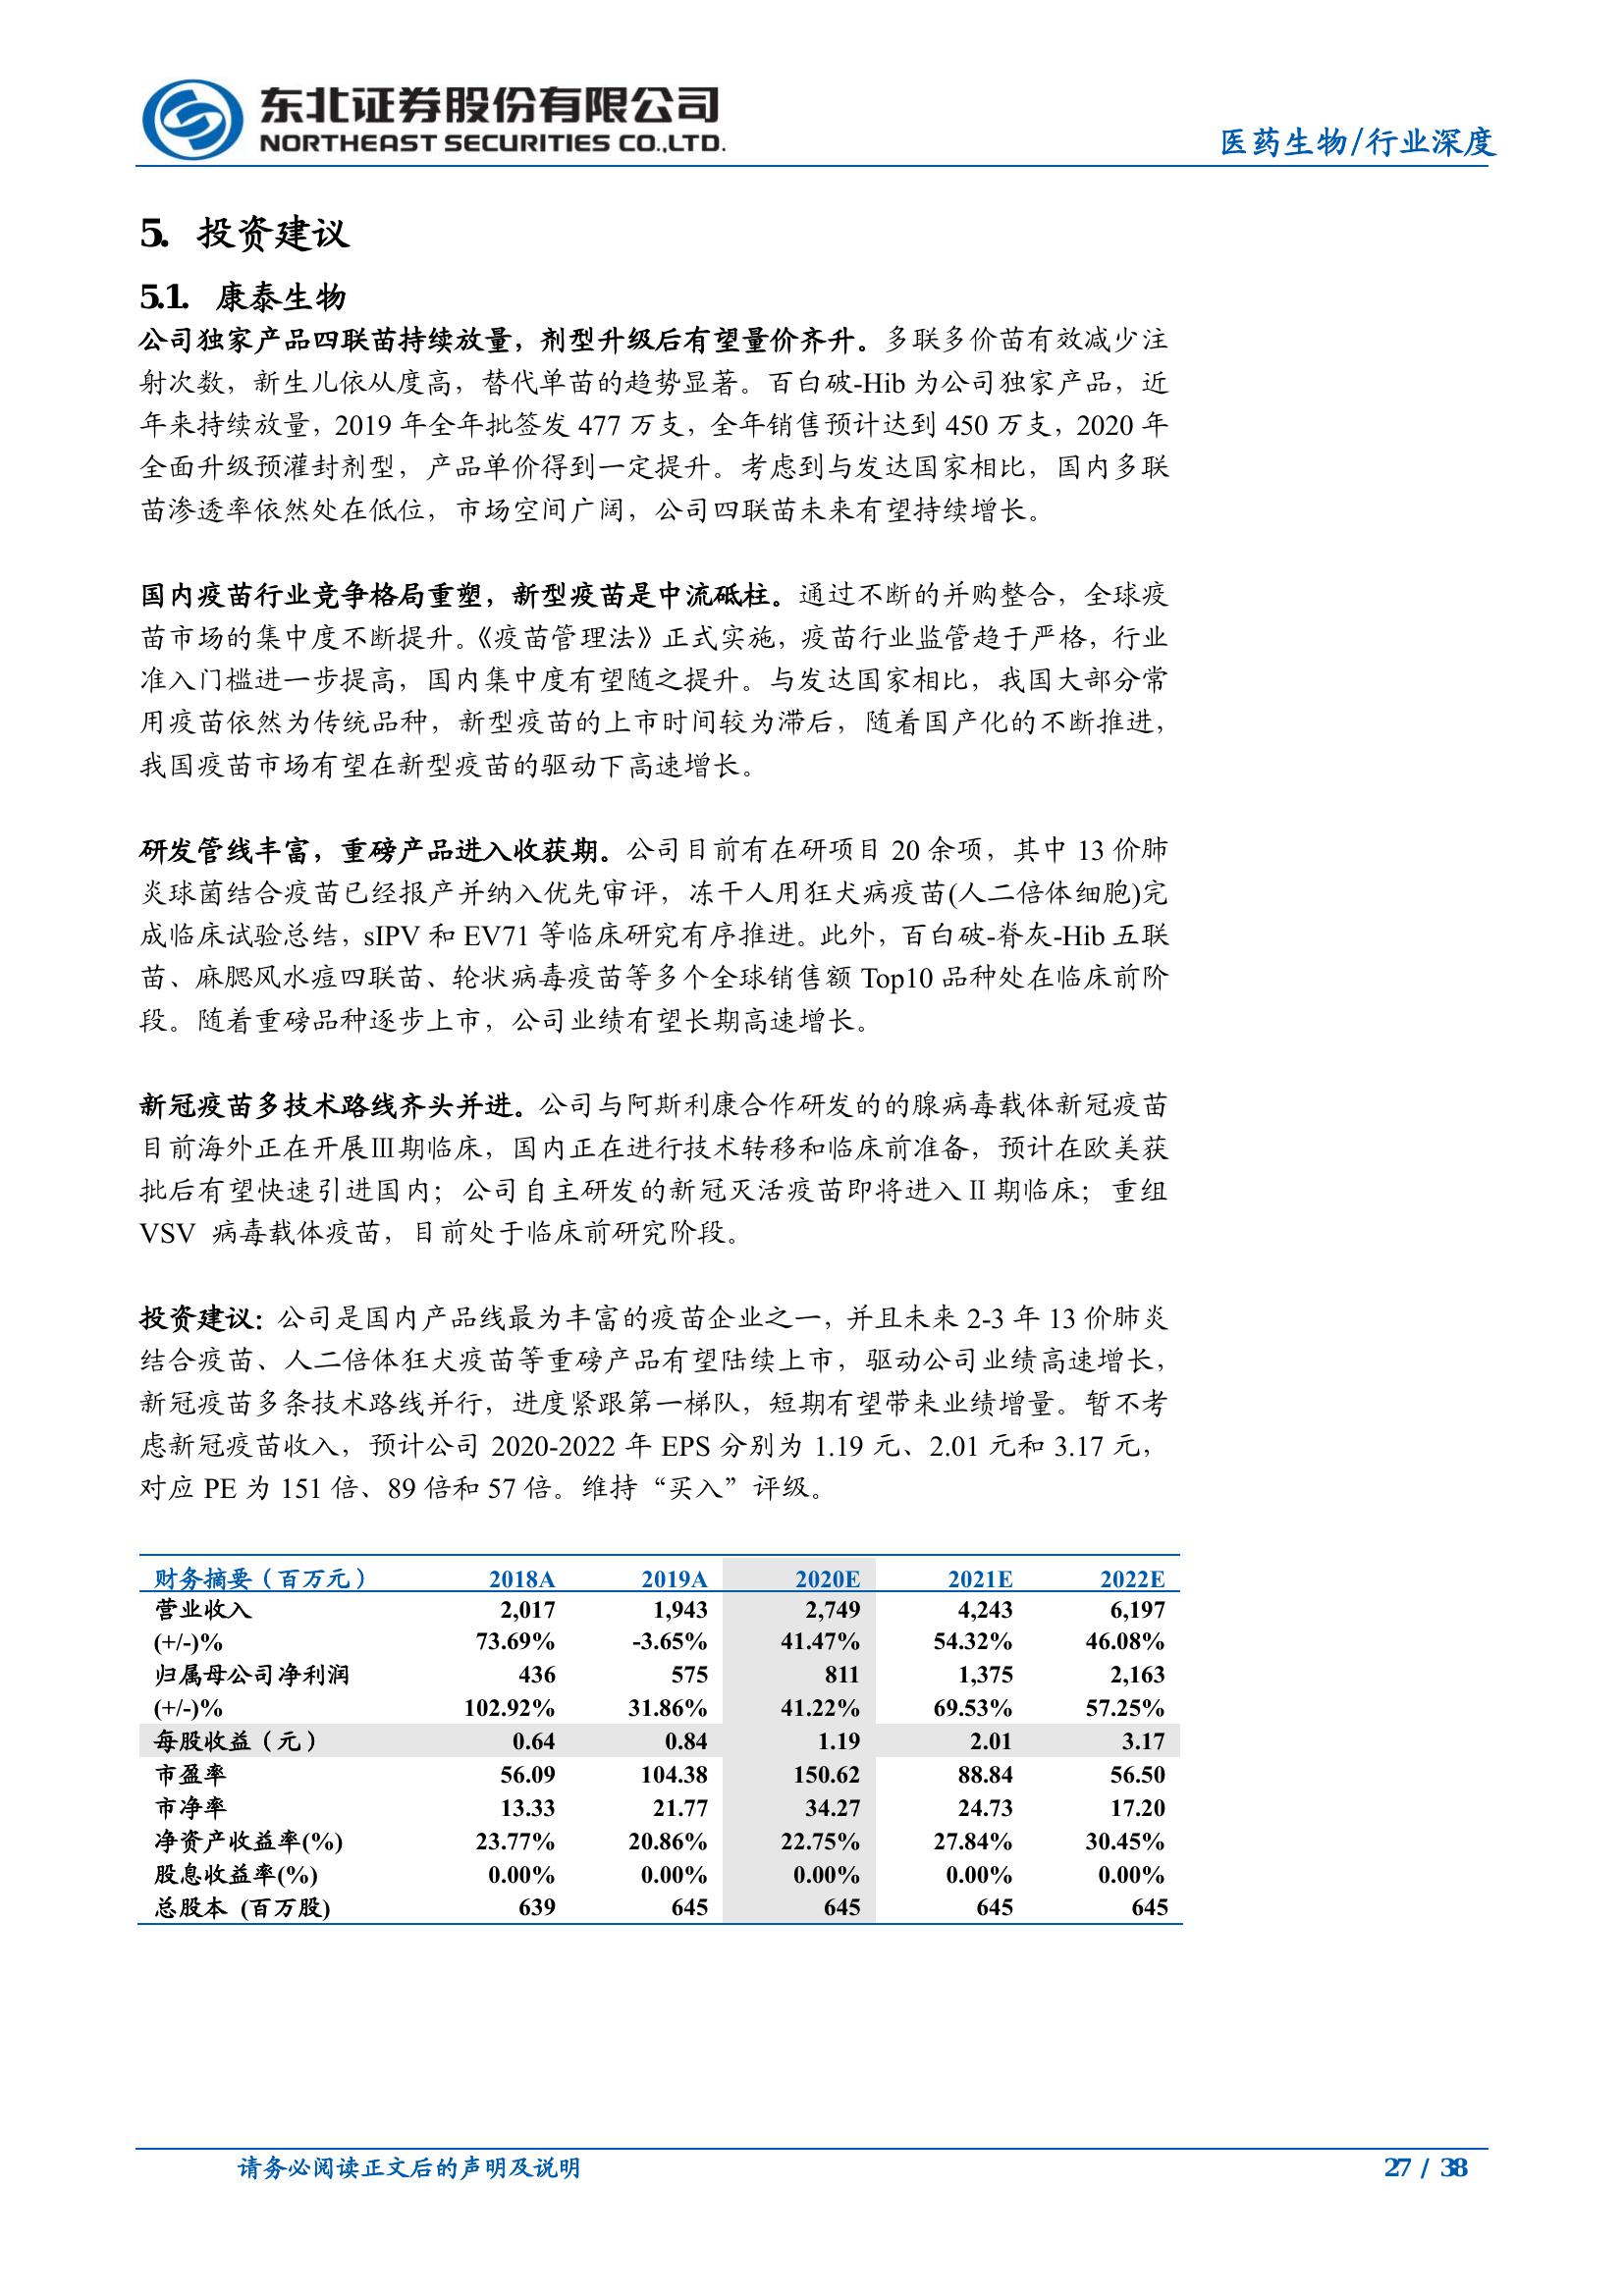 东北证券股份有限公司
NORTHEAST SECURITIES CO.,LTD.
医药生物/行业深度
5. 投资建议
5.1. 康泰生物
公司独家产品四联苗持续放量，剂型升级后有望量价齐升。多联多价苗有效减少注
射次数，新生儿依从度高，替代单苗的趋势显著。百白破-Hib 为公司独家产品，近
年来持续放量，2019 年全年批签发 477 万支，全年销售预计达到 450 万支，2020 年
全面升级预灌封剂型，产品单价得到一定提升。考虑到与发达国家相比，国内多联
苗渗透率依然处在低位，市场空间广阔，公司四联苗未来有望持续增长。
国内疫苗行业竞争格局重塑，新型疫苗是中流砥柱。通过不断的并购整合，全球疫
苗市场的集中度不断提升。《疫苗管理法》正式实施，疫苗行业监管趋于严格，行业
准入门槛进一步提高，国内集中度有望随之提升。与发达国家相比，我国大部分常
用疫苗依然为传统品种，新型疫苗的上市时间较为滞后，随着国产化的不断推进，
我国疫苗市场有望在新型疫苗的驱动下高速增长。
研发管线丰富，重磅产品进入收获期。公司目前有在研项目 20 余项，其中 13 价肺
炎球菌结合疫苗已经报产并纳入优先审评，冻干人用狂犬病疫苗(人二倍体细胞)完
成临床试验总结，sIPV 和 EV71 等临床研究有序推进。此外，百白破-脊灰-Hib 五联
苗、麻腮风水痘四联苗、轮状病毒疫苗等多个全球销售额 Top10 品种处在临床前阶
段。随着重磅品种逐步上市，公司业绩有望长期高速增长。
新冠疫苗多技术路线齐头并进。公司与阿斯利康合作研发的的腺病毒载体新冠疫苗
目前海外正在开展Ⅲ期临床，国内正在进行技术转移和临床前准备，预计在欧美获
批后有望快速引进国内；公司自主研发的新冠灭活疫苗即将进入Ⅱ期临床；重组
VSV 病毒载体疫苗，目前处于临床前研究阶段。
投资建议：公司是国内产品线最为丰富的疫苗企业之一，并且未来 2-3 年 13 价肺炎
结合疫苗、人二倍体狂犬疫苗等重磅产品有望陆续上市，驱动公司业绩高速增长，
新冠疫苗多条技术路线并行，进度紧跟第一梯队，短期有望带来业绩增量。暂不考
虑新冠疫苗收入，预计公司 2020-2022 年 EPS 分别为 1.19 元、2.01 元和 3.17 元，
对应 PE 为 151 倍、89 倍和 57 倍。维持“买入”评级。
财务摘要（百万元） 2018A 2019A 2020E 2021E 2022E
营业收入 2,017 1,943 2,749 4,243 6,197
(+/-)% 73.69% -3.65% 41.47% 54.32% 46.08%
归属母公司净利润 436 575 811 1,375 2,163
(+/-)% 102.92% 31.86% 41.22% 69.53% 57.25%
每股收益（元） 0.64 0.84 1.19 2.01 3.17
市盈率 56.09 104.38 150.62 88.84 56.50
市净率 13.33 21.77 34.27 24.73 17.20
净资产收益率(%) 23.77% 20.86% 22.75% 27.84% 30.45%
股息收益率(%) 0.00% 0.00% 0.00% 0.00% 0.00%
总股本 (百万股) 639 645 645 645 645
请务必阅读正文后的声明及说明
27 / 38